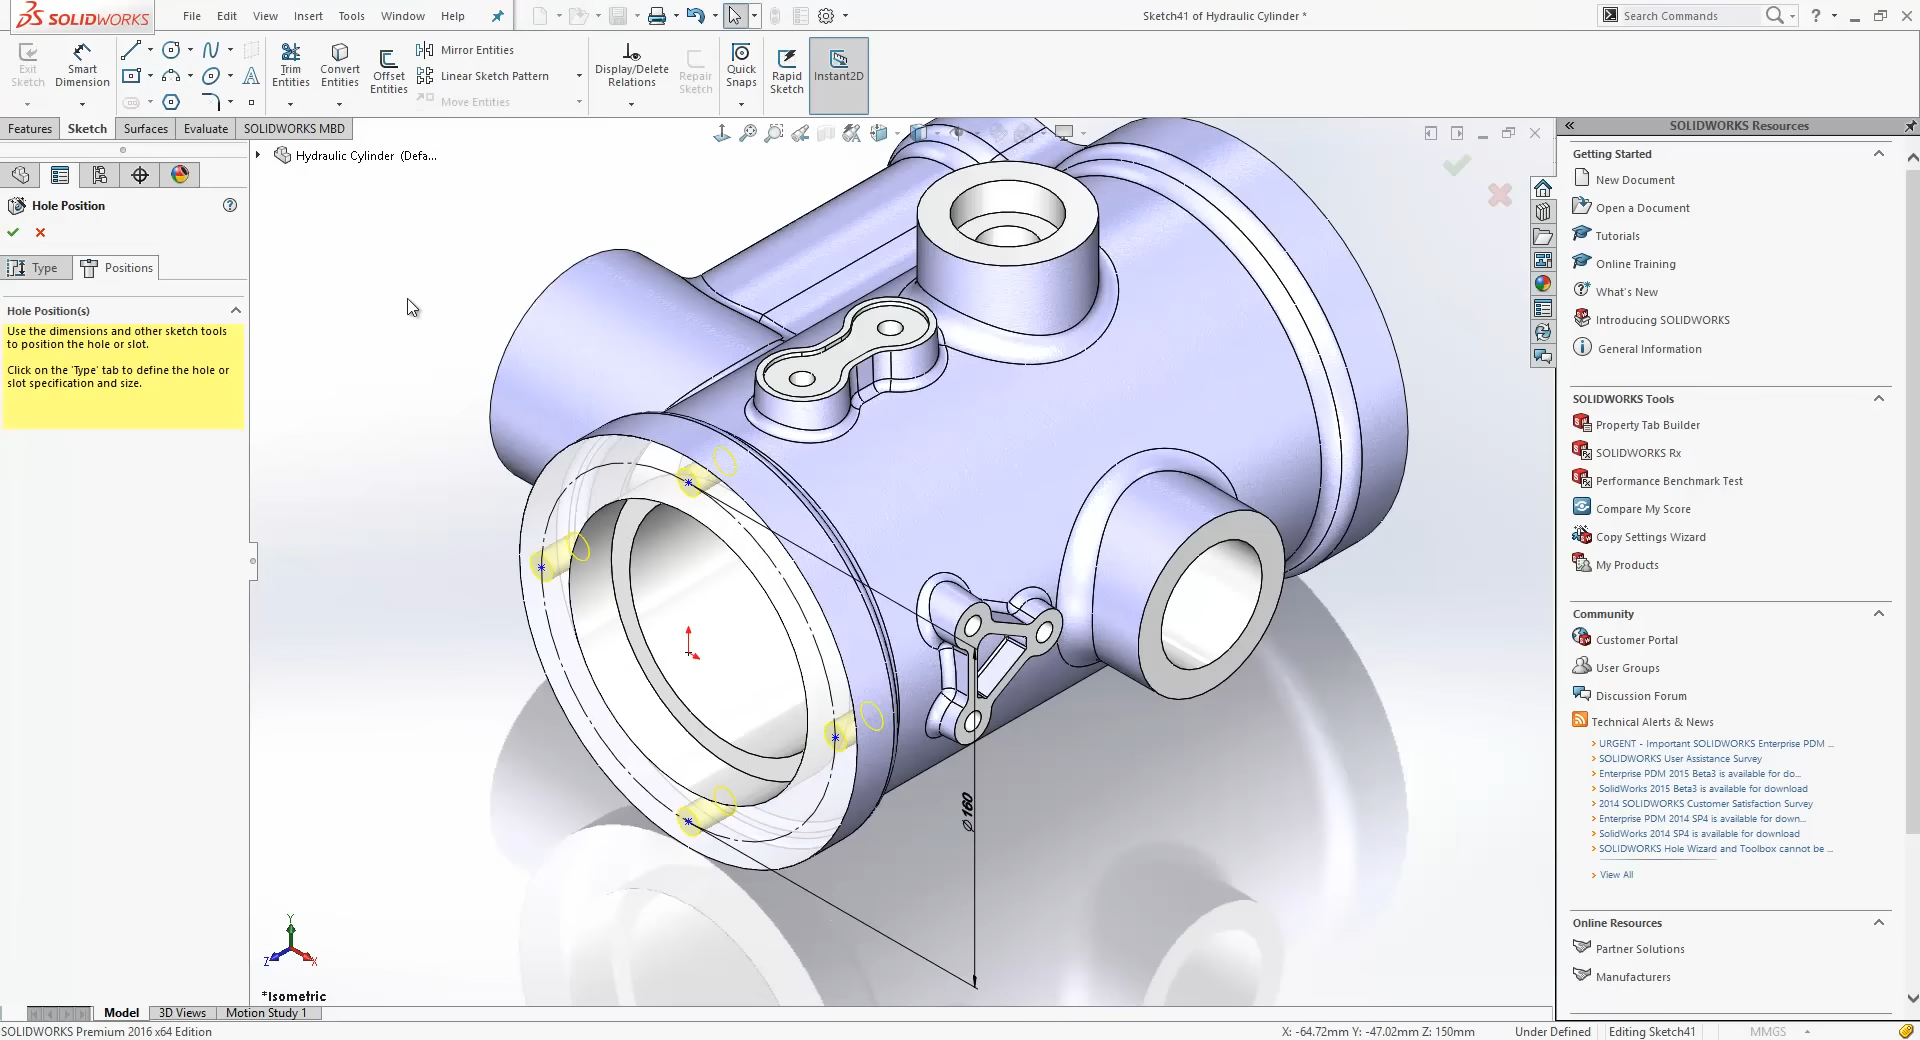 SOLIDWORKS
File Edit View Insert Tools Window Help
Sketch41 of Hydraulic Cylinder *
Search Commands
?
Exit Sketch
Smart Dimension
Trim Entities
Convert Entities
Offset Entities
Mirror Entities
Linear Sketch Pattern
Move Entities
Display/Delete Relations
Repair Sketch
Quick Snaps
Rapid Sketch
Instant2D
Features Sketch Surfaces Evaluate SOLIDWORKS MBD
Hydraulic Cylinder (Defa...
Hole Position
Type Positions
Hole Position(s)
Use the dimensions and other sketch tools
to position the hole or slot.
Click on the 'Type' tab to define the hole or
slot specification and size.
Ø160
Y
Z
X
*Isometric
SOLIDWORKS Resources
Getting Started
New Document
Open a Document
Tutorials
Online Training
What's New
Introducing SOLIDWORKS
General Information
SOLIDWORKS Tools
Property Tab Builder
SOLIDWORKS Rx
Performance Benchmark Test
Compare My Score
Copy Settings Wizard
My Products
Community
Customer Portal
User Groups
Discussion Forum
Technical Alerts & News
URGENT - Important SOLIDWORKS Enterprise PDM ...
SOLIDWORKS User Assistance Survey
Enterprise PDM 2015 Beta3 is available for do...
SolidWorks 2015 Beta3 is available for download
2014 SOLIDWORKS Customer Satisfaction Survey
Enterprise PDM 2014 SP4 is available for down...
SolidWorks 2014 SP4 is available for download
SOLIDWORKS Hole Wizard and Toolbox cannot be ...
View All
Online Resources
Partner Solutions
Manufacturers
Model 3D Views Motion Study 1
SOLIDWORKS Premium 2016 x64 Edition
X: -64.72mm Y: -47.02mm Z: 150mm Under Defined Editing Sketch41 MMGS